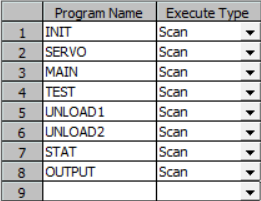 Program Name Execute Type
1 INIT Scan
2 SERVO Scan
3 MAIN Scan
4 TEST Scan
5 UNLOAD1 Scan
6 UNLOAD2 Scan
7 STAT Scan
8 OUTPUT Scan
9